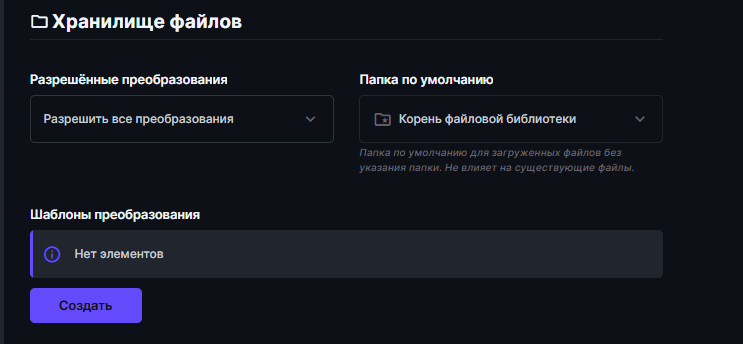 Хранилище файлов
Разрешённые преобразования
Папка по умолчанию
Разрешить все преобразования
Корень файловой библиотеки
Папка по умолчанию для загруженных файлов без
указания папки. Не влияет на существующие файлы.
Шаблоны преобразования
Нет элементов
Создать